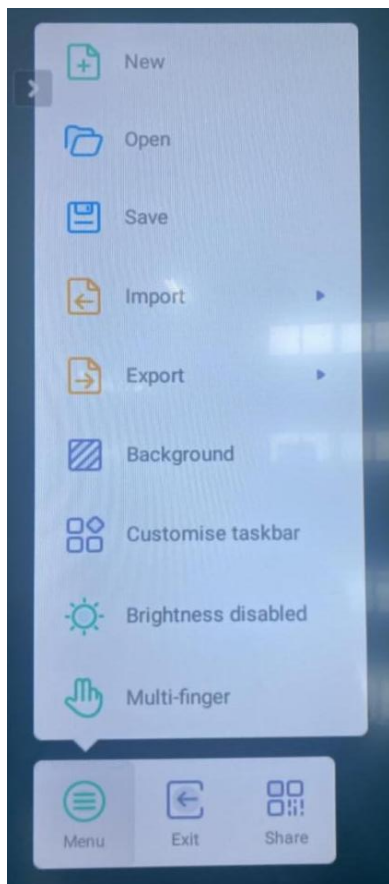 New
Open
Save
Import
Export
Background
Customise taskbar
Brightness disabled
Multi-finger
Menu
Exit
Share